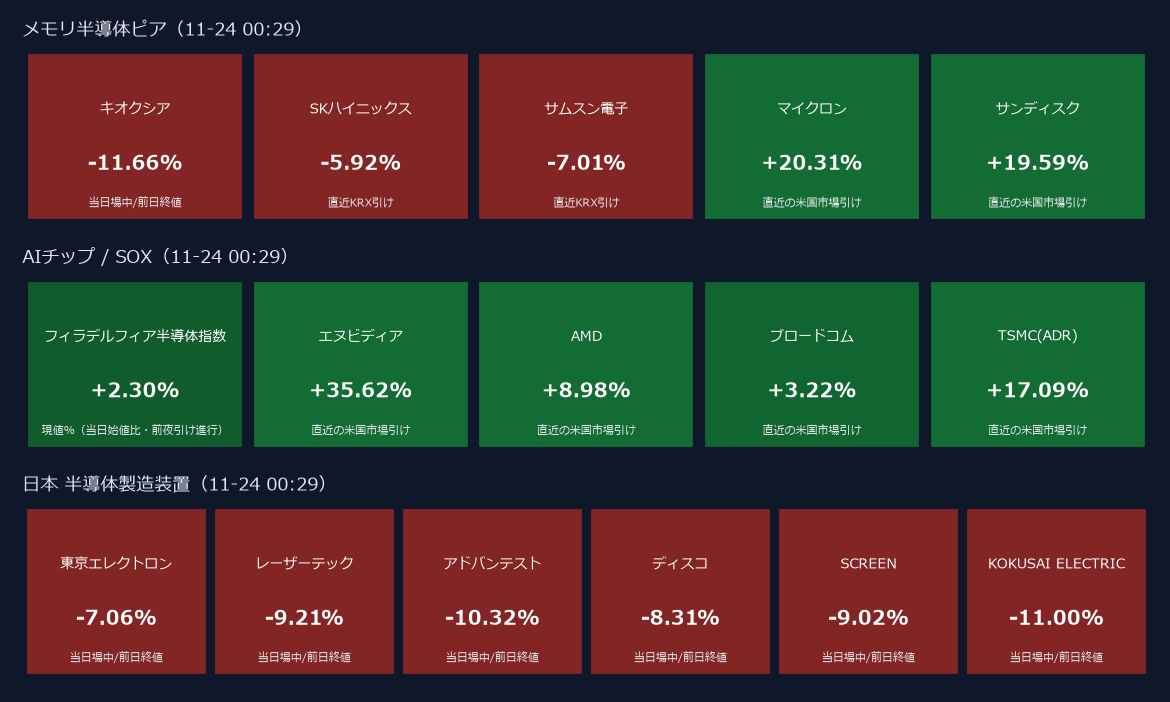 メモリ半導体ピア（11-24 00:29）
キオクシア
-11.66%
当日場中/前日終値
SKハイニックス
-5.92%
直近KRX引け
サムスン電子
-7.01%
直近KRX引け
マイクロン
+20.31%
直近の米国市場引け
サンディスク
+19.59%
直近の米国市場引け
AIチップ / SOX（11-24 00:29）
フィラデルフィア半導体指数
+2.30%
現値%（当日始値比・前夜引け進行）
エヌビディア
+35.62%
直近の米国市場引け
AMD
+8.98%
直近の米国市場引け
ブロードコム
+3.22%
直近の米国市場引け
TSMC(ADR)
+17.09%
直近の米国市場引け
日本 半導体製造装置（11-24 00:29）
東京エレクトロン
-7.06%
当日場中/前日終値
レーザーテック
-9.21%
当日場中/前日終値
アドバンテスト
-10.32%
当日場中/前日終値
ディスコ
-8.31%
当日場中/前日終値
SCREEN
-9.02%
当日場中/前日終値
KOKUSAI ELECTRIC
-11.00%
当日場中/前日終値